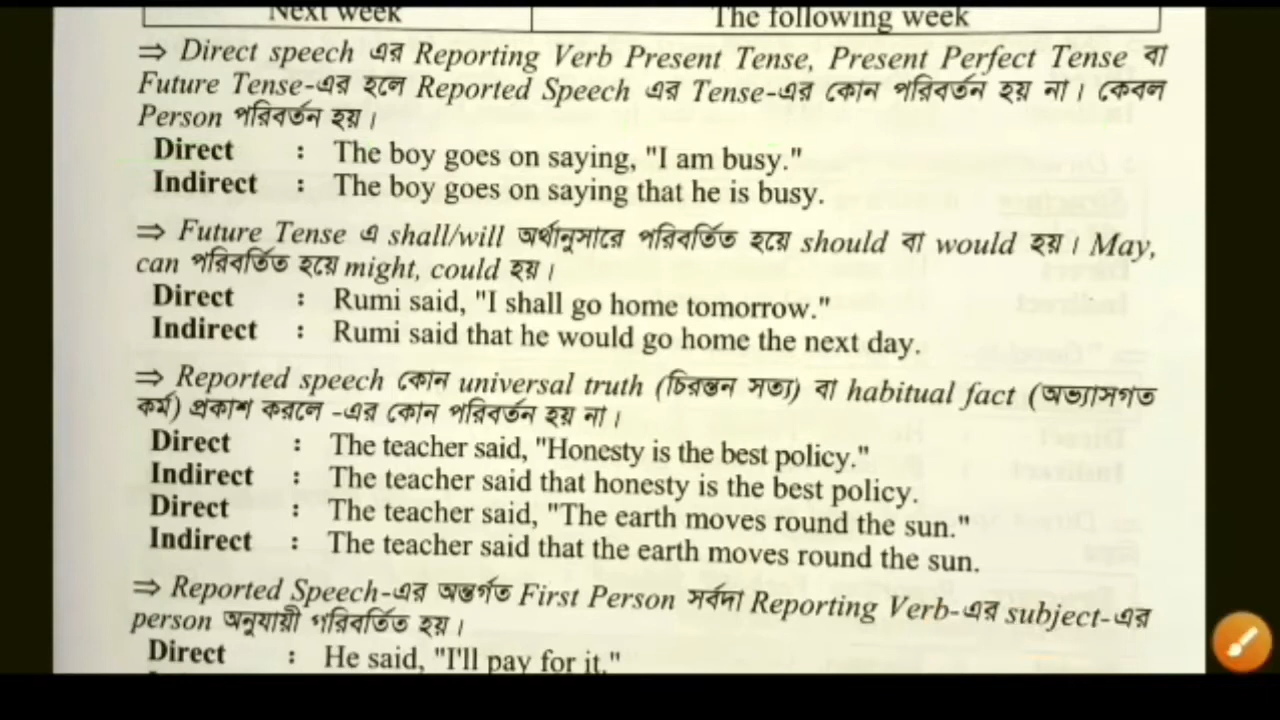 Next week The following week
⇒ Direct speech এর Reporting Verb Present Tense, Present Perfect Tense বা
Future Tense-এর হলে Reported Speech এর Tense-এর কোন পরিবর্তন হয় না। কেবল
Person পরিবর্তন হয়।
Direct : The boy goes on saying, "I am busy."
Indirect : The boy goes on saying that he is busy.
⇒ Future Tense এ shall/will অর্থানুসারে পরিবর্তিত হয়ে should বা would হয়। May,
can পরিবর্তিত হয়ে might, could হয়।
Direct : Rumi said, "I shall go home tomorrow."
Indirect : Rumi said that he would go home the next day.
⇒ Reported speech কোন universal truth (চিরন্তন সত্য) বা habitual fact (অভ্যাসগত
কর্ম) প্রকাশ করলে -এর কোন পরিবর্তন হয় না।
Direct : The teacher said, "Honesty is the best policy."
Indirect : The teacher said that honesty is the best policy.
Direct : The teacher said, "The earth moves round the sun."
Indirect : The teacher said that the earth moves round the sun.
⇒ Reported Speech-এর অন্তর্গত First Person সর্বদা Reporting Verb-এর subject-এর
person অনুযায়ী পরিবর্তিত হয়।
Direct : He said, "I'll pay for it."